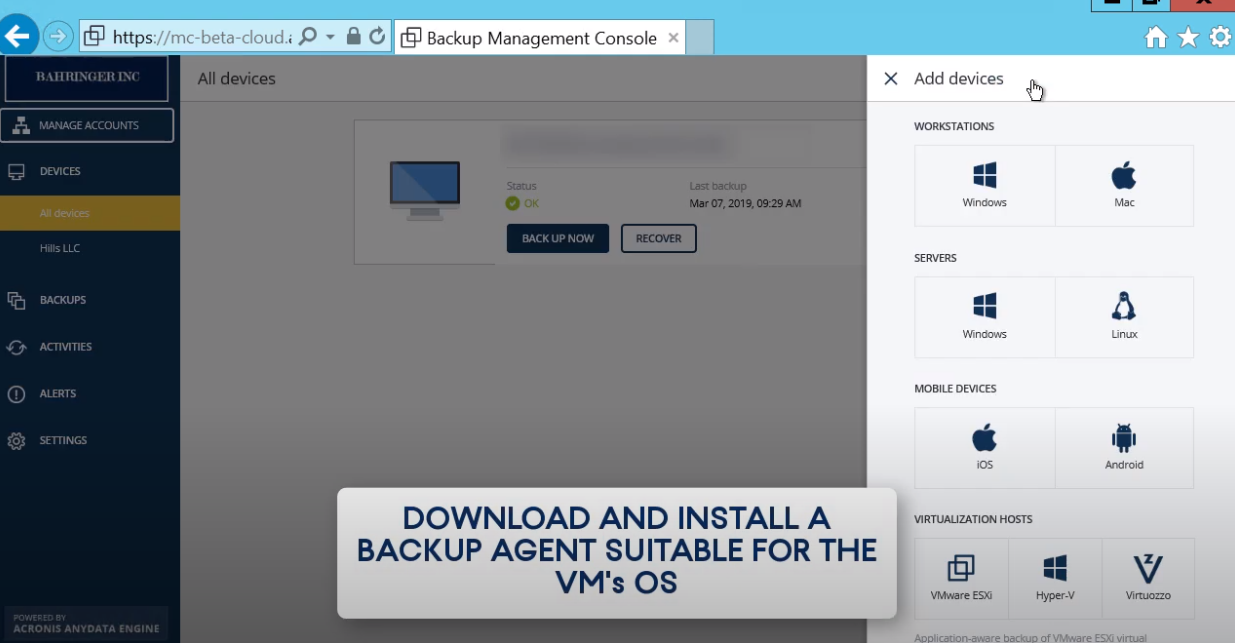 https://mc-beta-cloud.
Backup Management Console
BAHRINGER INC
MANAGE ACCOUNTS
DEVICES
All devices
Hills LLC
BACKUPS
ACTIVITIES
ALERTS
SETTINGS
POWERED BY
ACRONIS ANYDATA ENGINE
All devices
Status
Last backup
OK
Mar 07, 2019, 09:29 AM
BACK UP NOW
RECOVER
Add devices
WORKSTATIONS
Windows
Mac
SERVERS
Windows
Linux
MOBILE DEVICES
iOS
Android
VIRTUALIZATION HOSTS
VMware ESXi
Hyper-V
Virtuozzo
Application-aware backup of VMware ESXi virtual
DOWNLOAD AND INSTALL A
BACKUP AGENT SUITABLE FOR THE
VM's OS